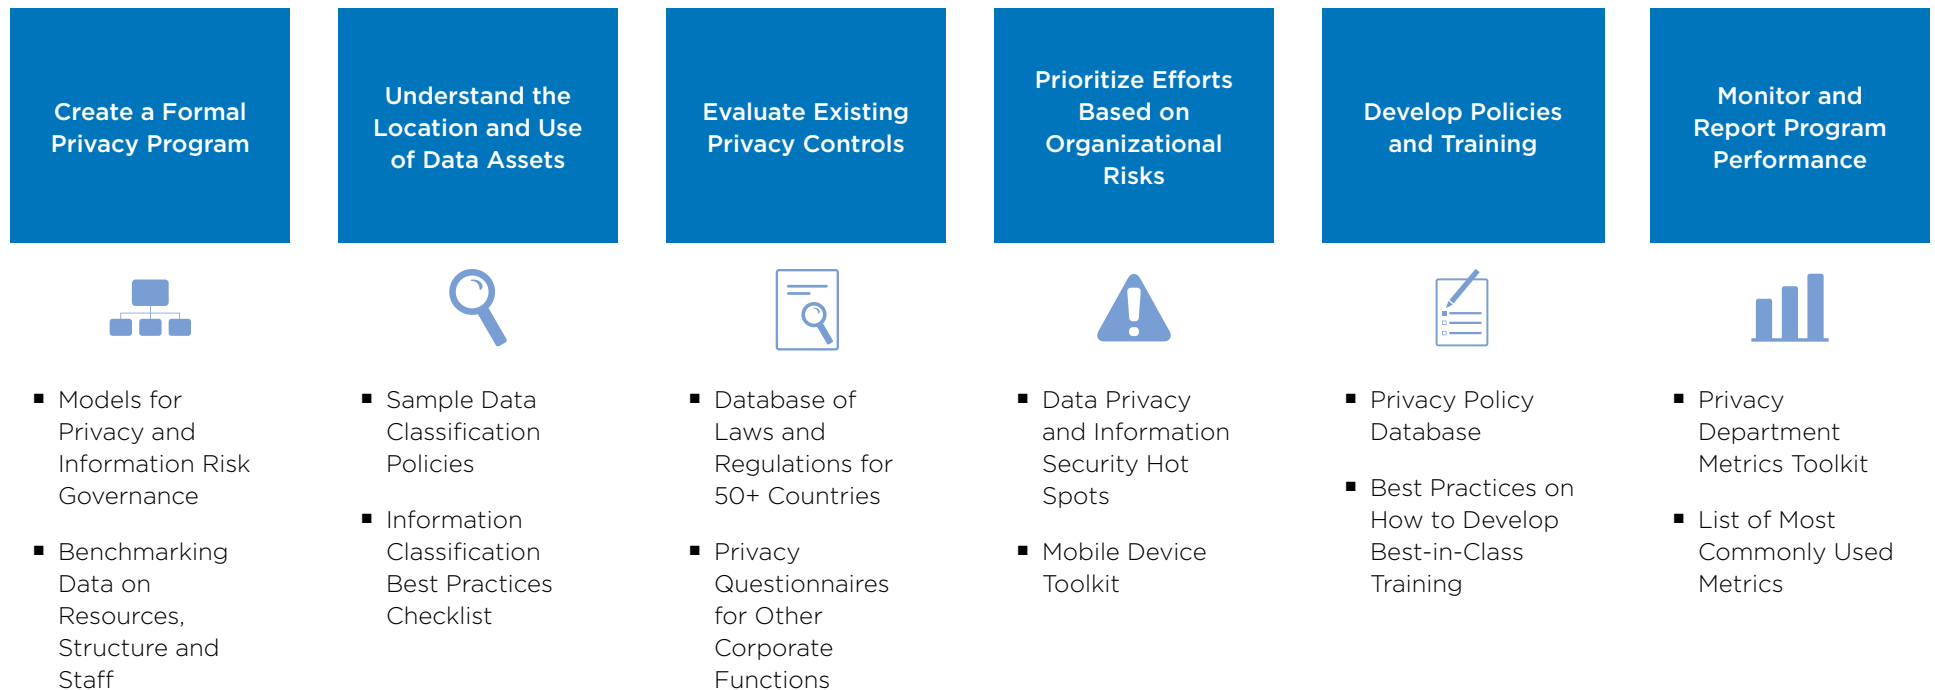 Create a Formal
Privacy Program
Understand the
Location and Use
of Data Assets
Evaluate Existing
Privacy Controls
Prioritize Efforts
Based on
Organizational
Risks
Develop Policies
and Training
Monitor and
Report Program
Performance
▪ Models for
Privacy and
Information Risk
Governance
▪ Benchmarking
Data on
Resources,
Structure and
Staff
▪ Sample Data
Classification
Policies
▪ Information
Classification
Best Practices
Checklist
▪ Database of
Laws and
Regulations for
50+ Countries
▪ Privacy
Questionnaires
for Other
Corporate
Functions
▪ Data Privacy
and Information
Security Hot
Spots
▪ Mobile Device
Toolkit
▪ Privacy Policy
Database
▪ Best Practices on
How to Develop
Best-in-Class
Training
▪ Privacy
Department
Metrics Toolkit
▪ List of Most
Commonly Used
Metrics